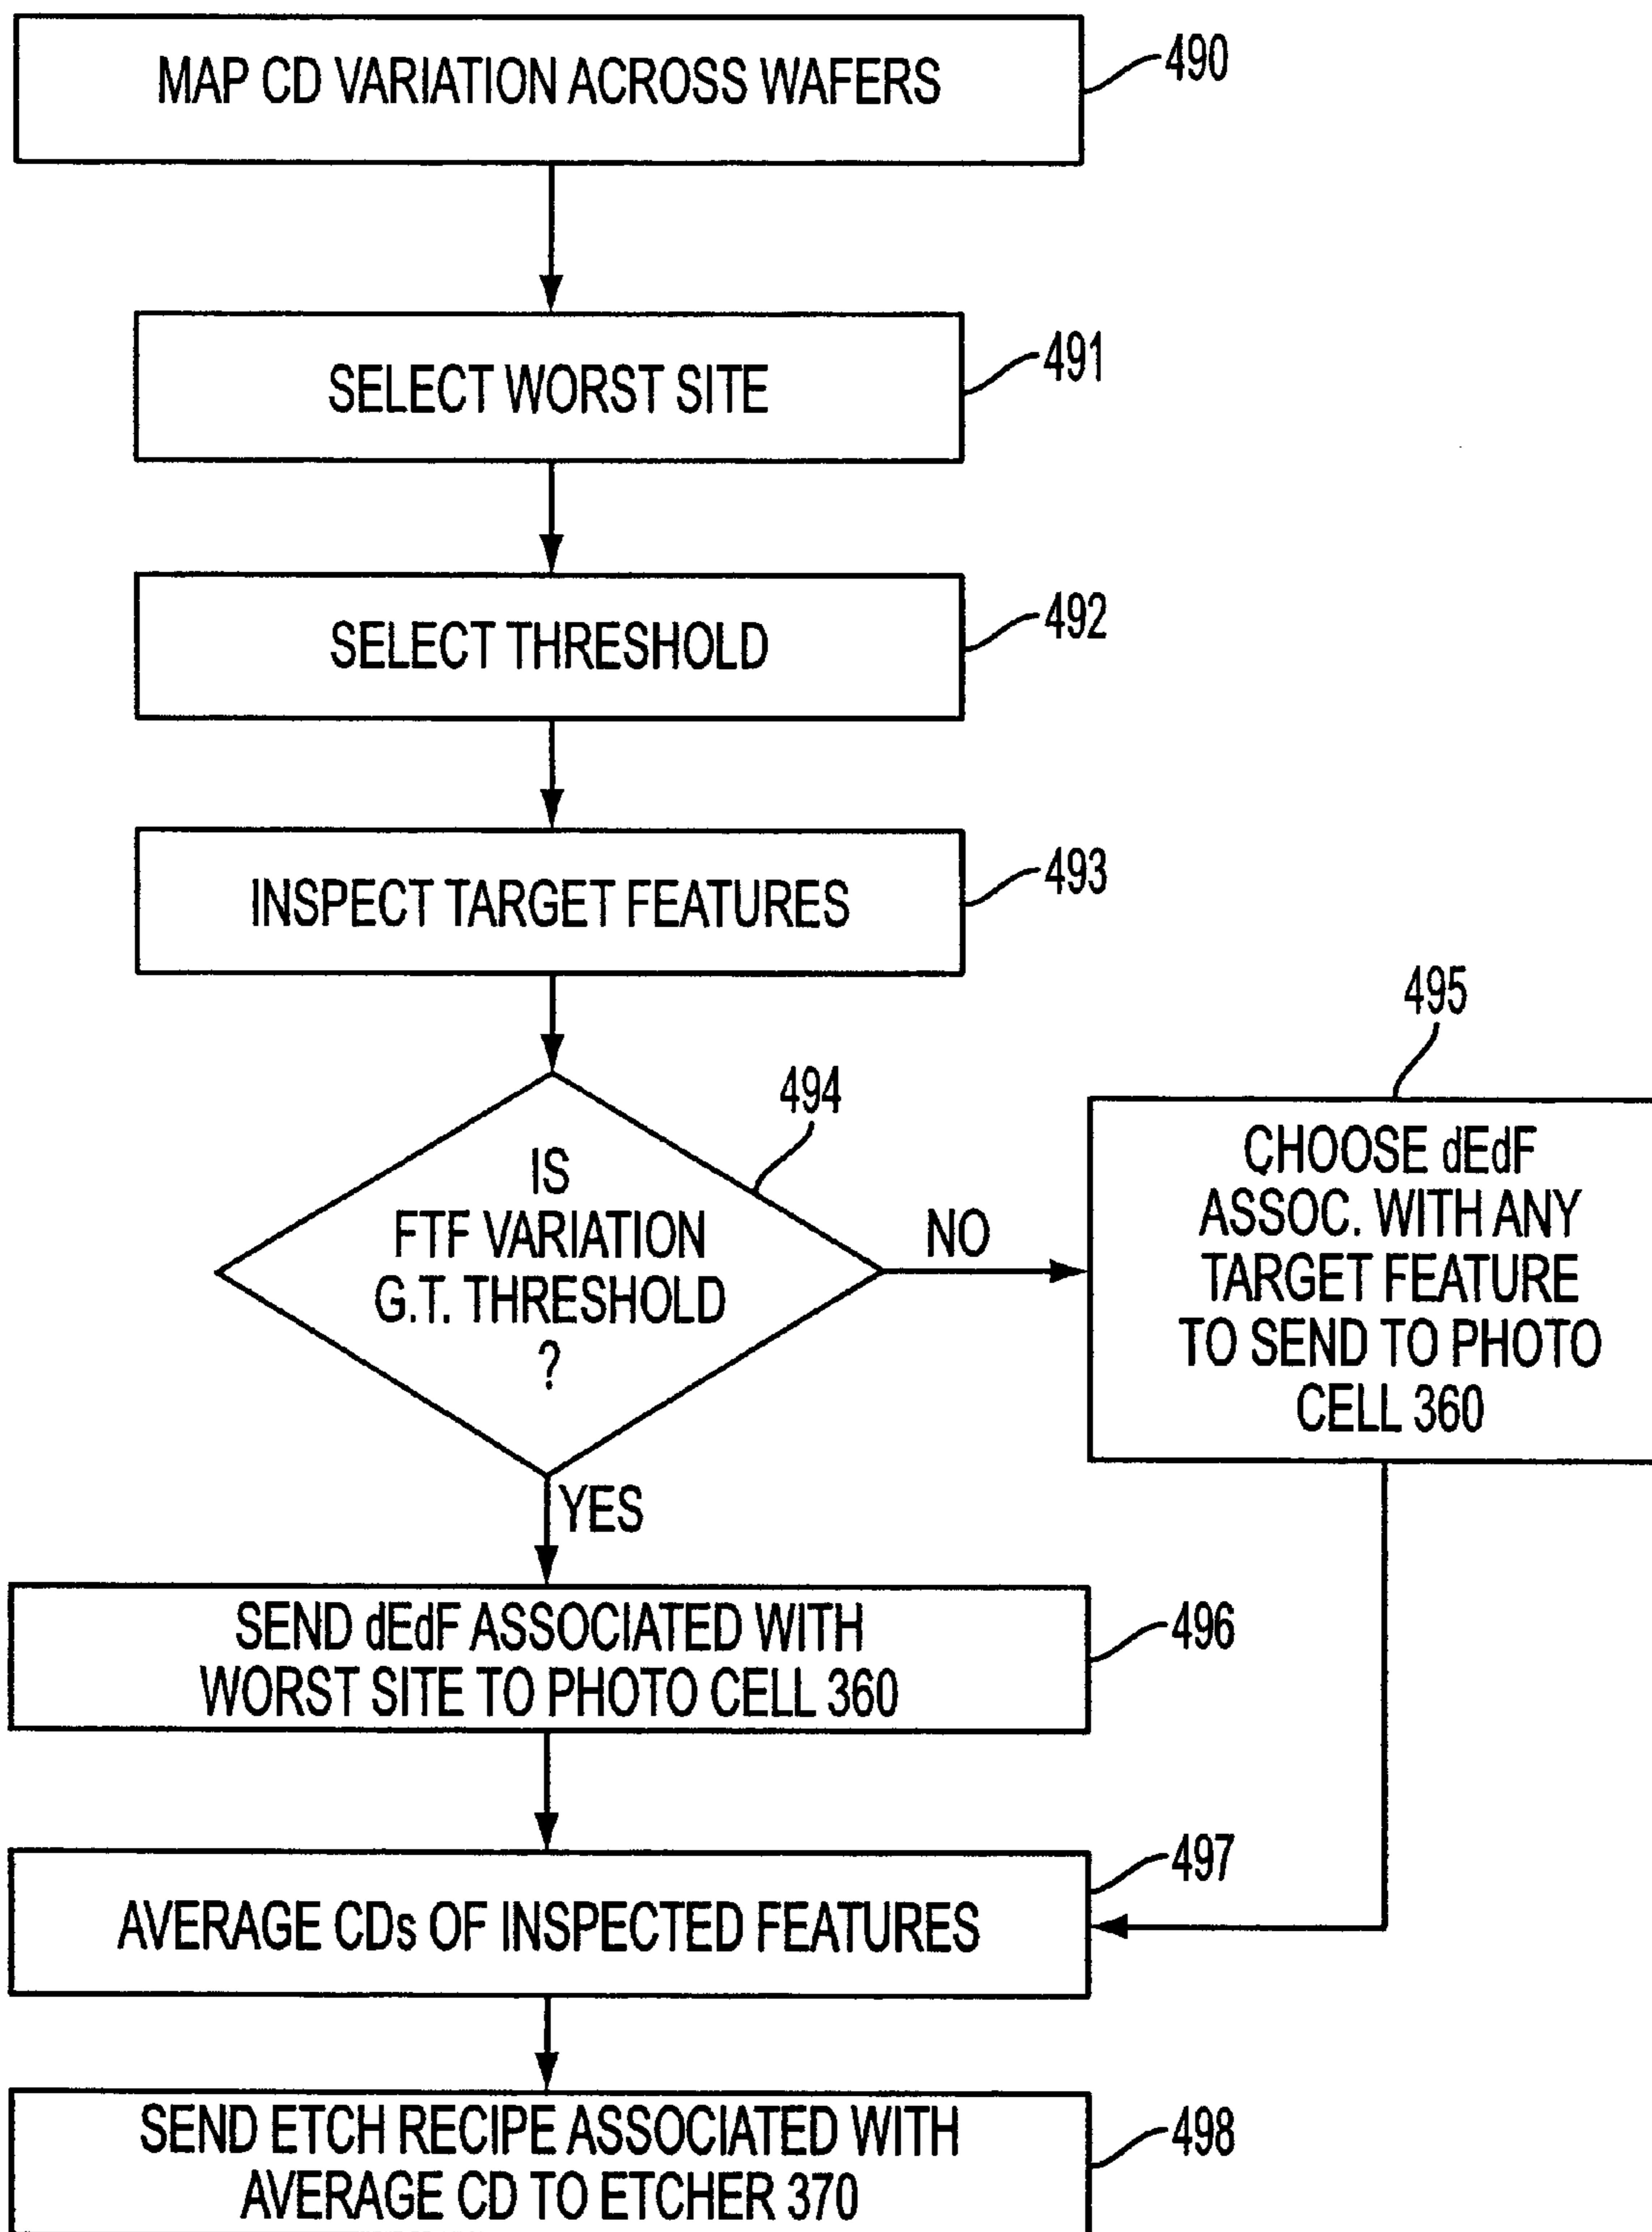 MAP CD VARIATION ACROSS WAFERS
490
SELECT WORST SITE
491
SELECT THRESHOLD
492
INSPECT TARGET FEATURES
493
494
IS
FTF VARIATION
G.T. THRESHOLD
?
NO
495
CHOOSE dEdF
ASSOC. WITH ANY
TARGET FEATURE
TO SEND TO PHOTO
CELL 360
YES
SEND dEdF ASSOCIATED WITH
WORST SITE TO PHOTO CELL 360
496
AVERAGE CDs OF INSPECTED FEATURES
497
SEND ETCH RECIPE ASSOCIATED WITH
AVERAGE CD TO ETCHER 370
498